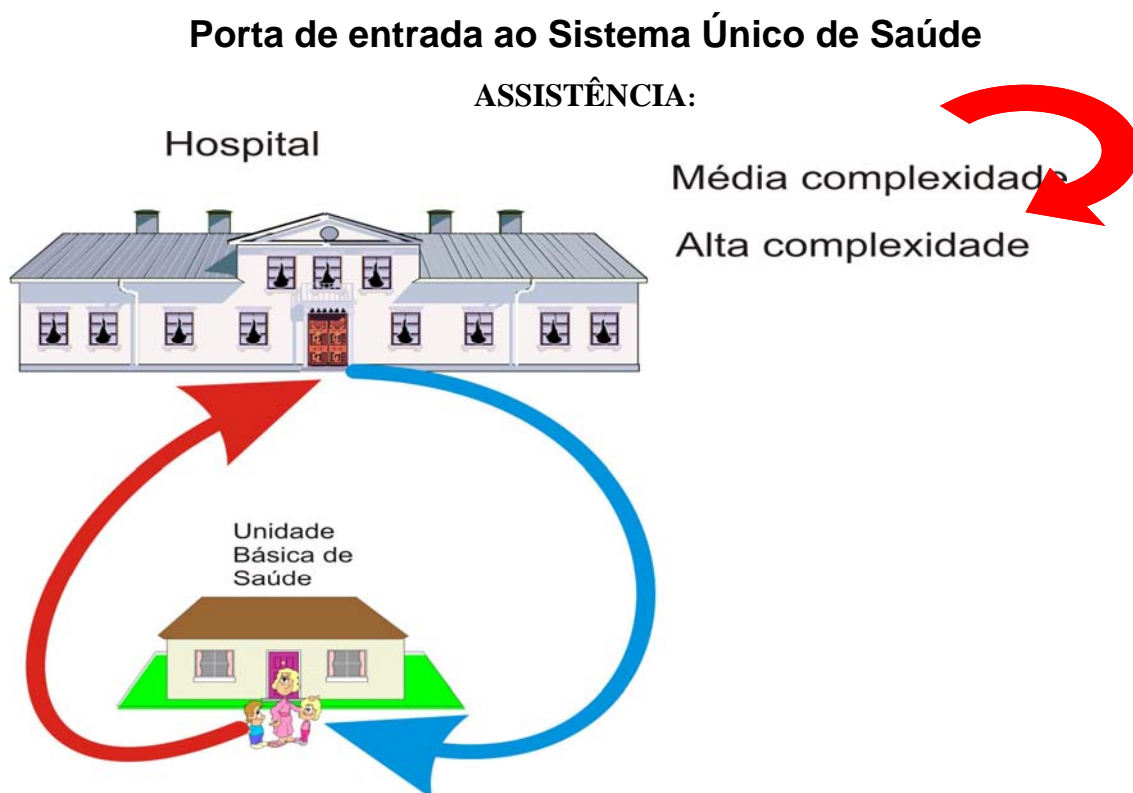 Porta de entrada ao Sistema Único de Saúde
ASSISTÊNCIA:
Hospital
Média complexidade
Alta complexidade
Unidade
Básica de
Saúde